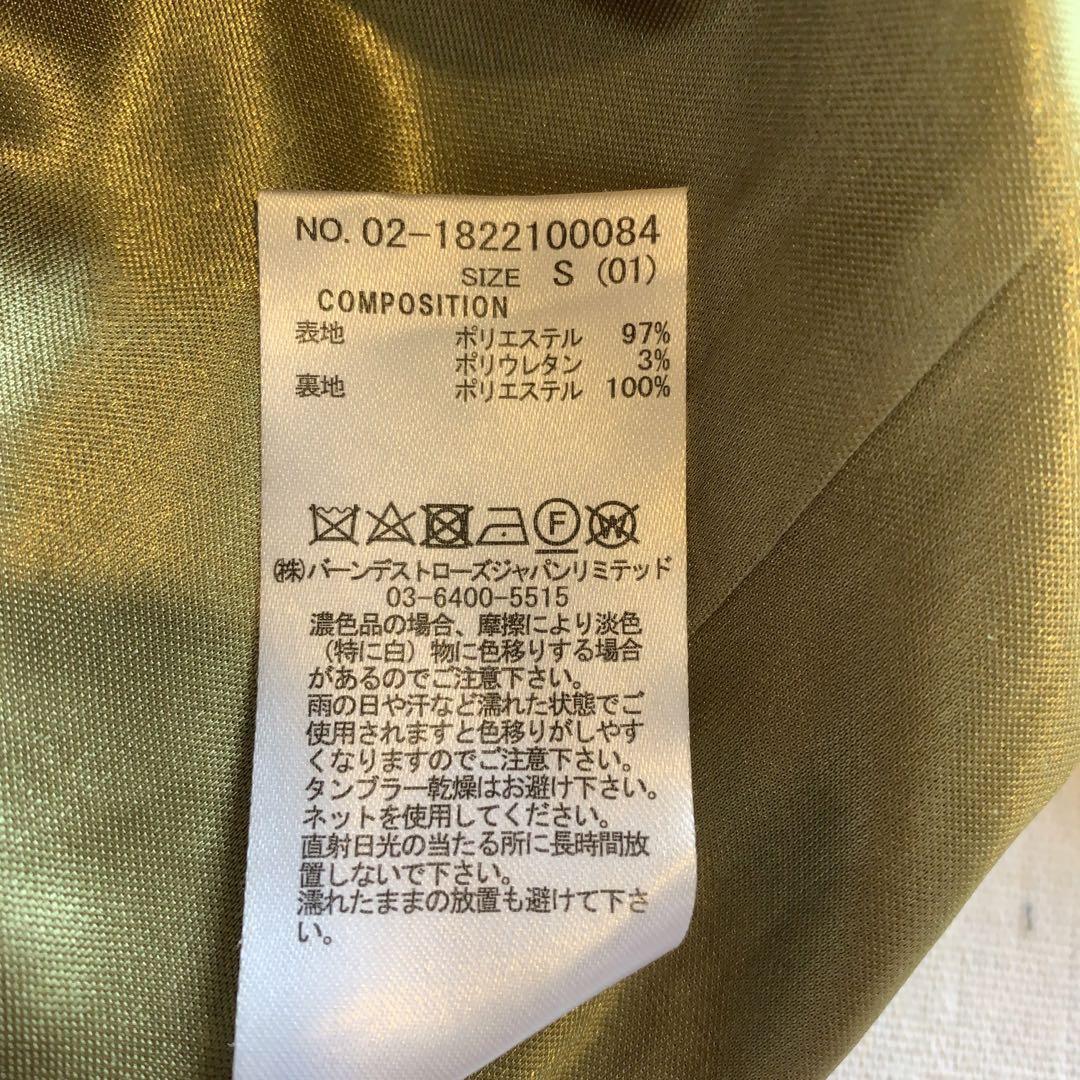 NO. 02-1822100084
SIZE S (01)
COMPOSITION
表地 ポリエステル 97%
ポリウレタン 3%
裏地 ポリエステル 100%
F W
㈱バーンデストローズジャパンリミテッド
03-6400-5515
濃色品の場合、摩擦により淡色
(特に白)物に色移りする場合
があるのでご注意下さい。
雨の日や汗など濡れた状態でご
使用されますと色移りがしやす
くなりますのでご注意下さい。
タンブラー乾燥はお避け下さい。
ネットを使用してください。
直射日光の当たる所に長時間放
置しないで下さい。
濡れたままの放置も避けて下さ
い。